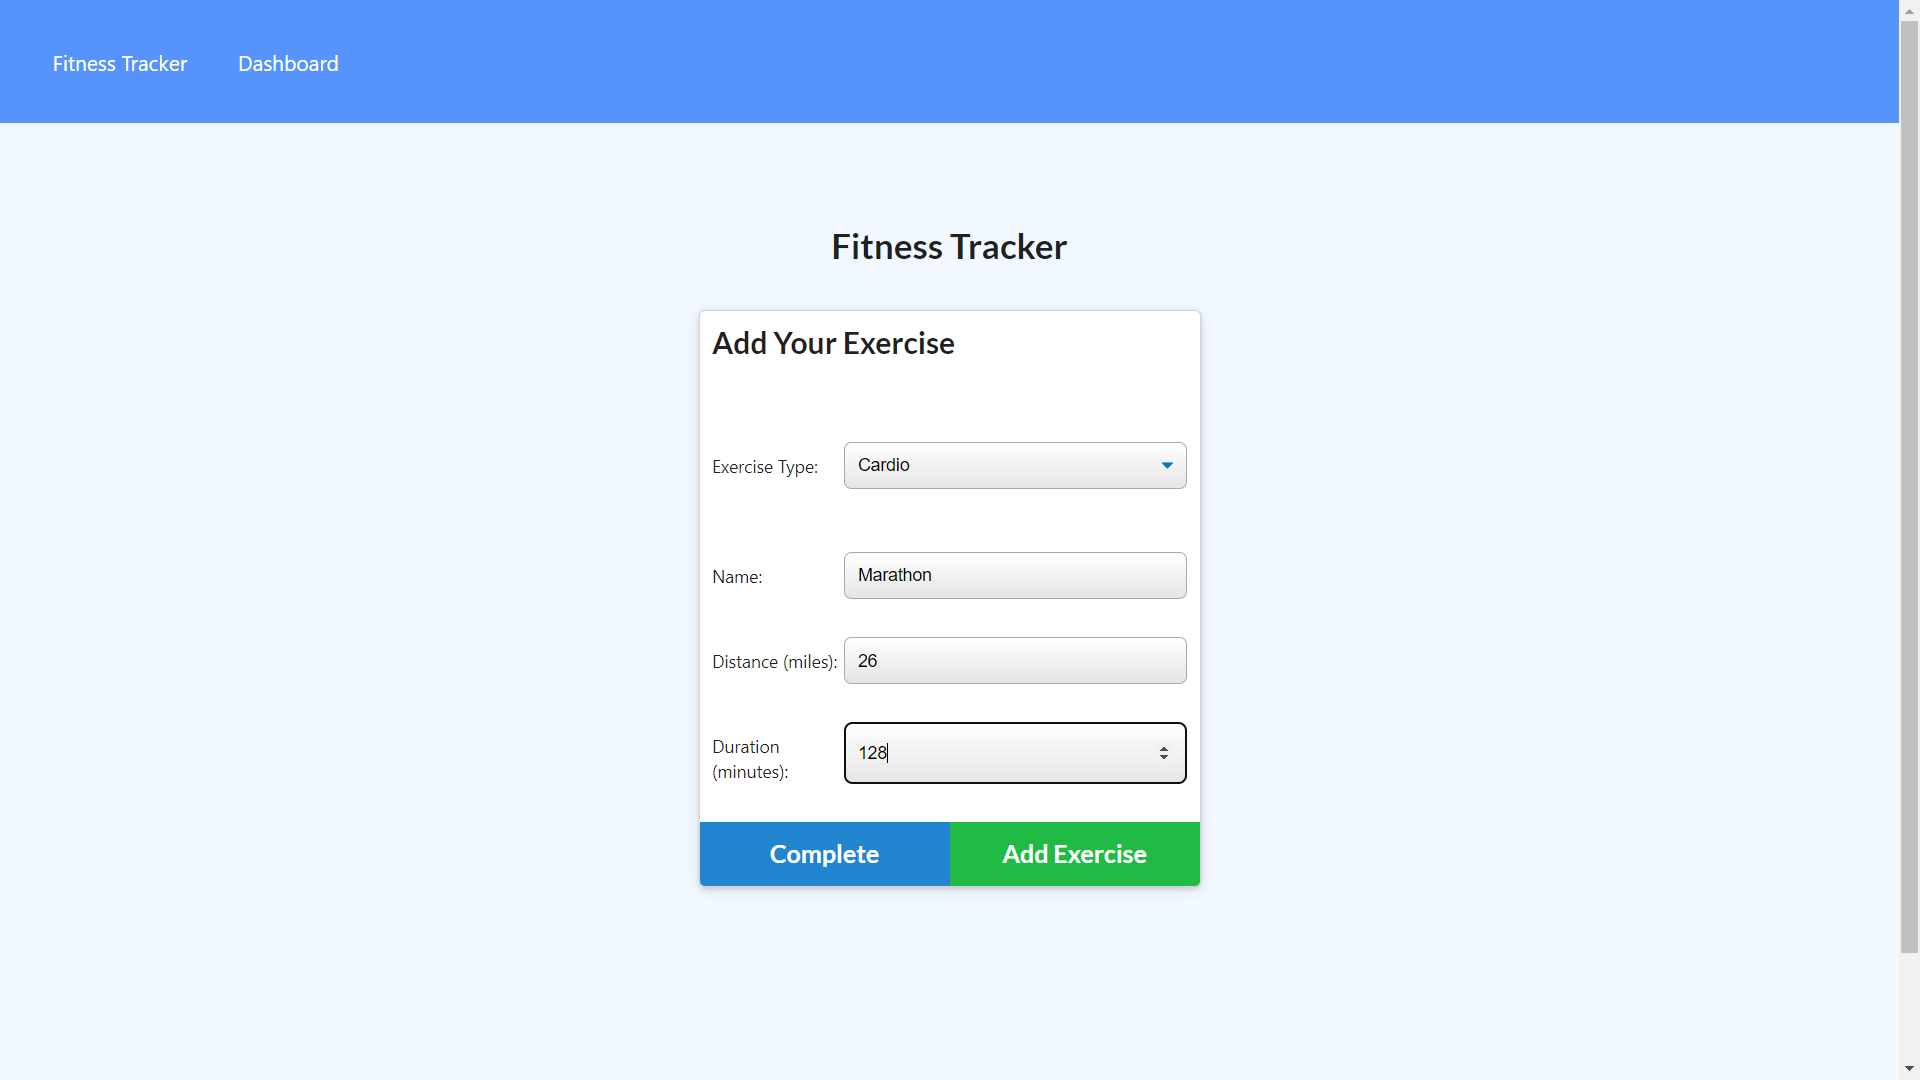 Fitness Tracker Dashboard
Fitness Tracker
Add Your Exercise
Exercise Type: Cardio
Name: Marathon
Distance (miles): 26
Duration
(minutes):
128
Complete Add Exercise